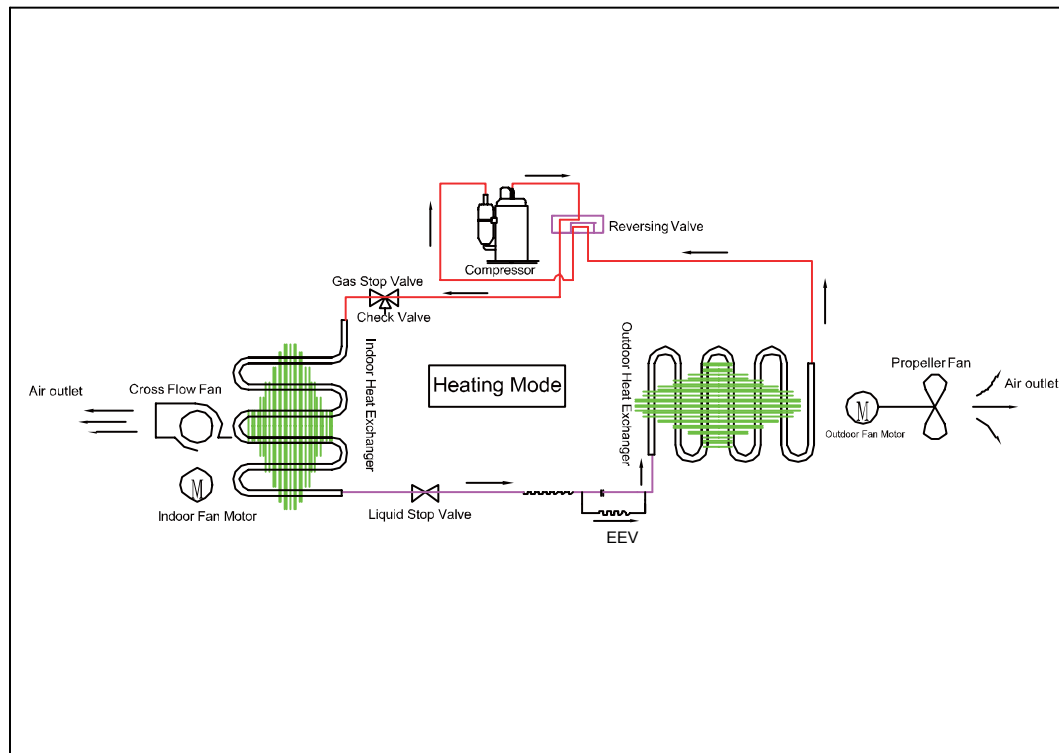 Reversing Valve
Compressor
Gas Stop Valve
Check Valve
Indoor Heat Exchanger
Outdoor Heat Exchanger
Heating Mode
Propeller Fan
Air outlet
Cross Flow Fan
Air outlet
M
Outdoor Fan Motor
M
Indoor Fan Motor
Liquid Stop Valve
EEV